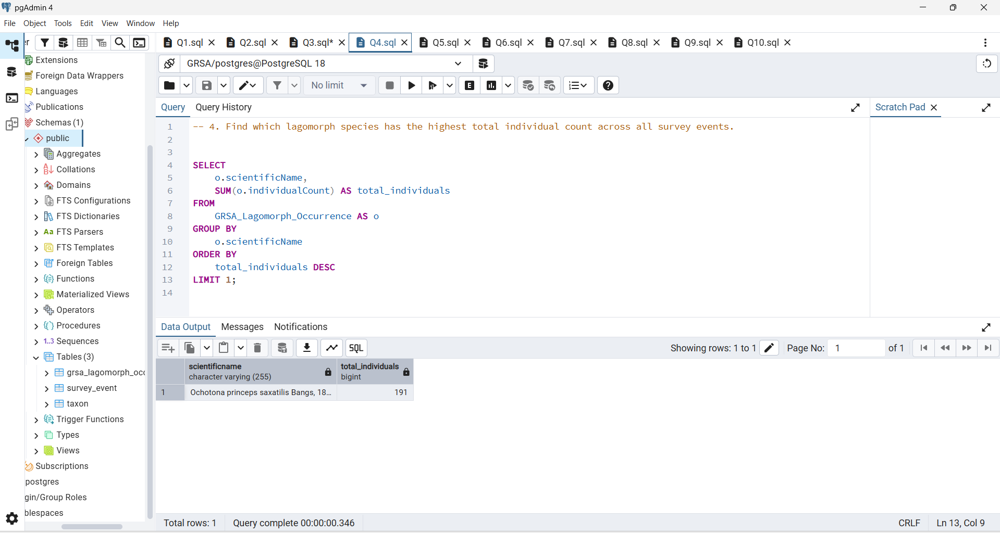 pgAdmin 4
File Object Tools Edit View Window Help
er
Q1.sql Q2.sql Q3.sql* Q4.sql Q5.sql Q6.sql Q7.sql Q8.sql Q9.sql Q10.sql
GRSA/postgres@PostgreSQL 18
No limit
E
Query Query History
Scratch Pad
Extensions
Foreign Data Wrappers
Languages
Publications
Schemas (1)
public
Aggregates
Collations
Domains
FTS Configurations
FTS Dictionaries
Aa FTS Parsers
FTS Templates
Foreign Tables
Functions
Materialized Views
Operators
Procedures
1..3 Sequences
Tables (3)
grsa_lagomorph_occ
survey_event
taxon
Trigger Functions
Types
Views
Subscriptions
postgres
gin/Group Roles
blespaces
1 -- 4. Find which lagomorph species has the highest total individual count across all survey events.
2
3
4 SELECT
5 o.scientificName,
6 SUM(o.individualCount) AS total_individuals
7 FROM
8 GRSA_Lagomorph_Occurrence AS o
9 GROUP BY
10 o.scientificName
11 ORDER BY
12 total_individuals DESC
13 LIMIT 1;
14
Data Output Messages Notifications
SQL
Showing rows: 1 to 1 Page No: 1 of 1
scientificname total_individuals
character varying (255) bigint
1 Ochotona princeps saxatilis Bangs, 18... 191
Total rows: 1 Query complete 00:00:00.346 CRLF Ln 13, Col 9